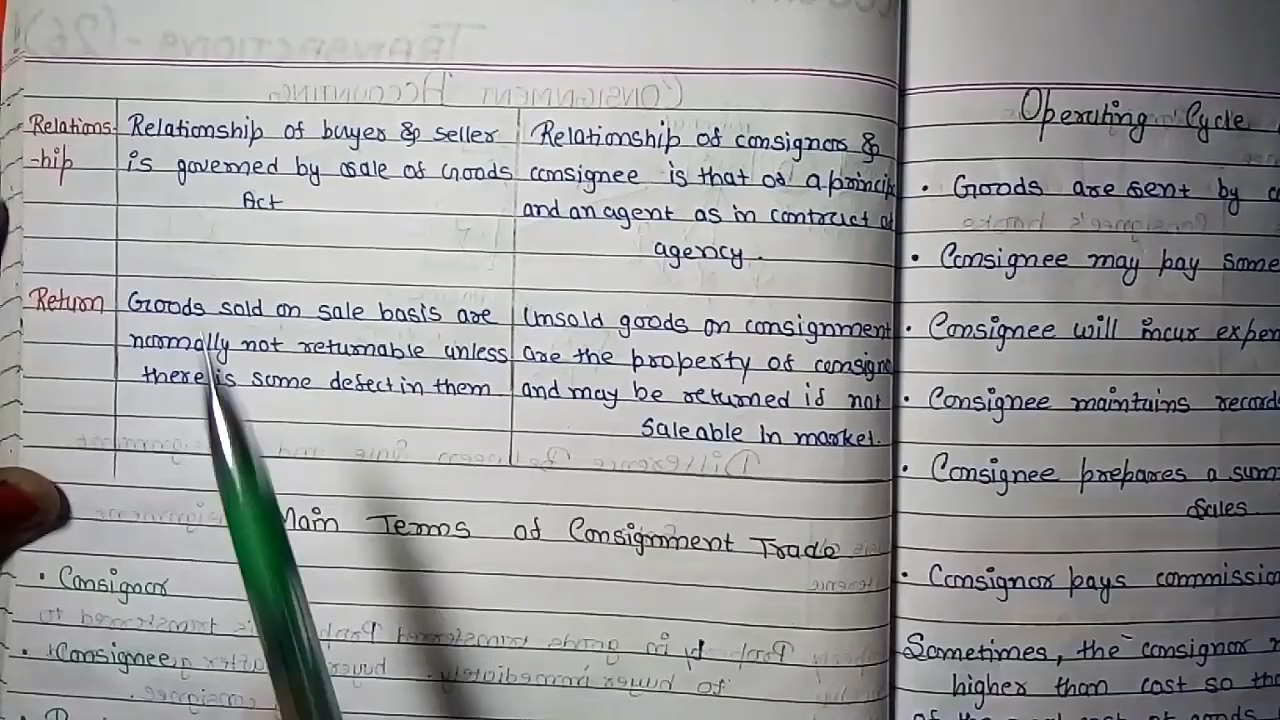 Relations
-hip
Relationship of buyer & seller
is governed by sale of Goods
Act
Relationship of consignors &
consignee is that of a princip
and an agent as in contract of
agency.
Return
Goods sold on sale basis are
normally not returnable unless
there is some defect in them
Unsold goods on consignment
are the property of consign
and may be returned if not
Saleable in market.
Main Terms of Consignment Trade
• Consignor
• Consignee
Operating Cycle
• Goods are sent by
• Consignee may pay some
• Consignee will incur expen
• Consignee maintains record
• Consignee prepares a sum
Sales
• Consignor pays commissio
Sometimes, the consignor
higher than cost so tha